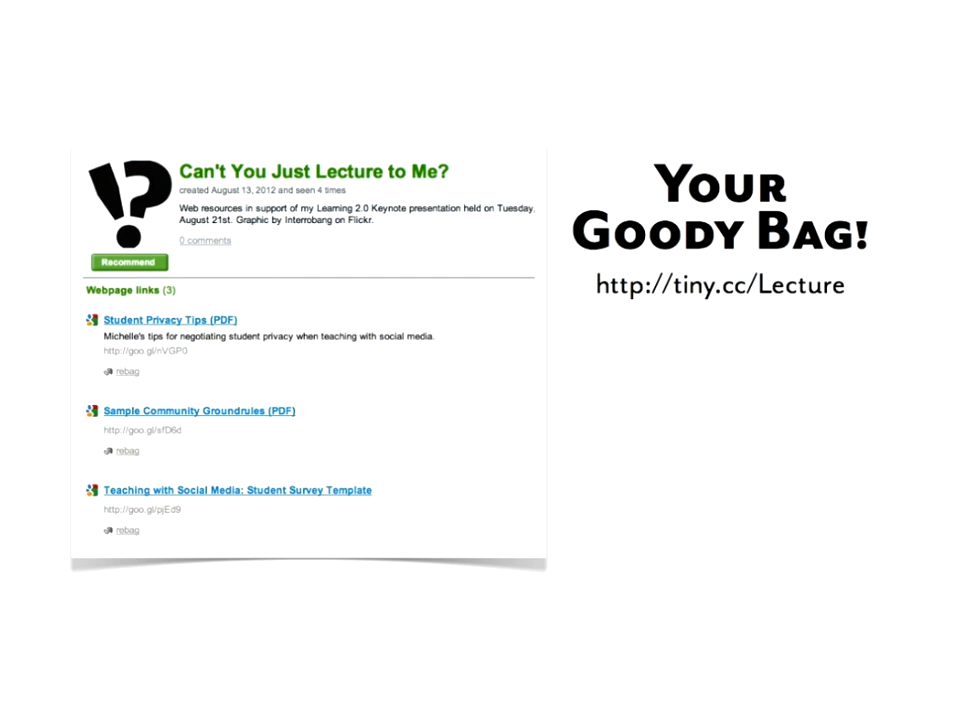 !?
Can't You Just Lecture to Me?
created August 13, 2012 and seen 4 times
Web resources in support of my Learning 2.0 Keynote presentation held on Tuesday,
August 21st. Graphic by Interrobang on Flickr.
0 comments
Recommend
Webpage links (3)
Student Privacy Tips (PDF)
Michelle's tips for negotiating student privacy when teaching with social media.
http://goo.gl/nVGP0
rebag
Sample Community Groundrules (PDF)
http://goo.gl/sfD6d
rebag
Teaching with Social Media: Student Survey Template
http://goo.gl/pjEd9
rebag
Your
Goody Bag!
http://tiny.cc/Lecture